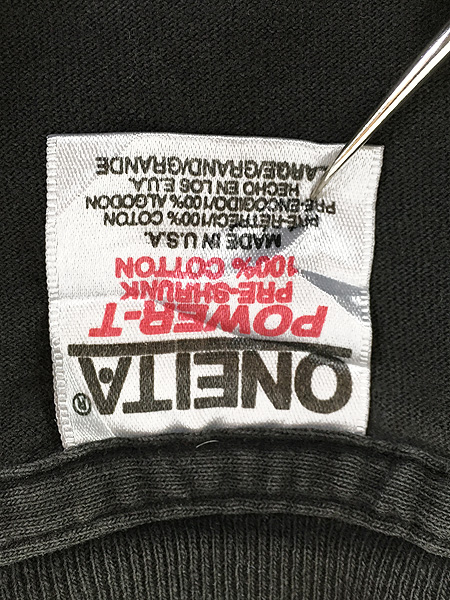 ONEITA®
POWER-T
PRE-SHRUNK
100% COTTON
MADE IN U.S.A.
PRÉ-RETRECI/100% COTON
PRE-ENCOGIDO/100% ALGODON
HECHO EN LOS E.U.A.
LARGE/GRAND/GRANDE